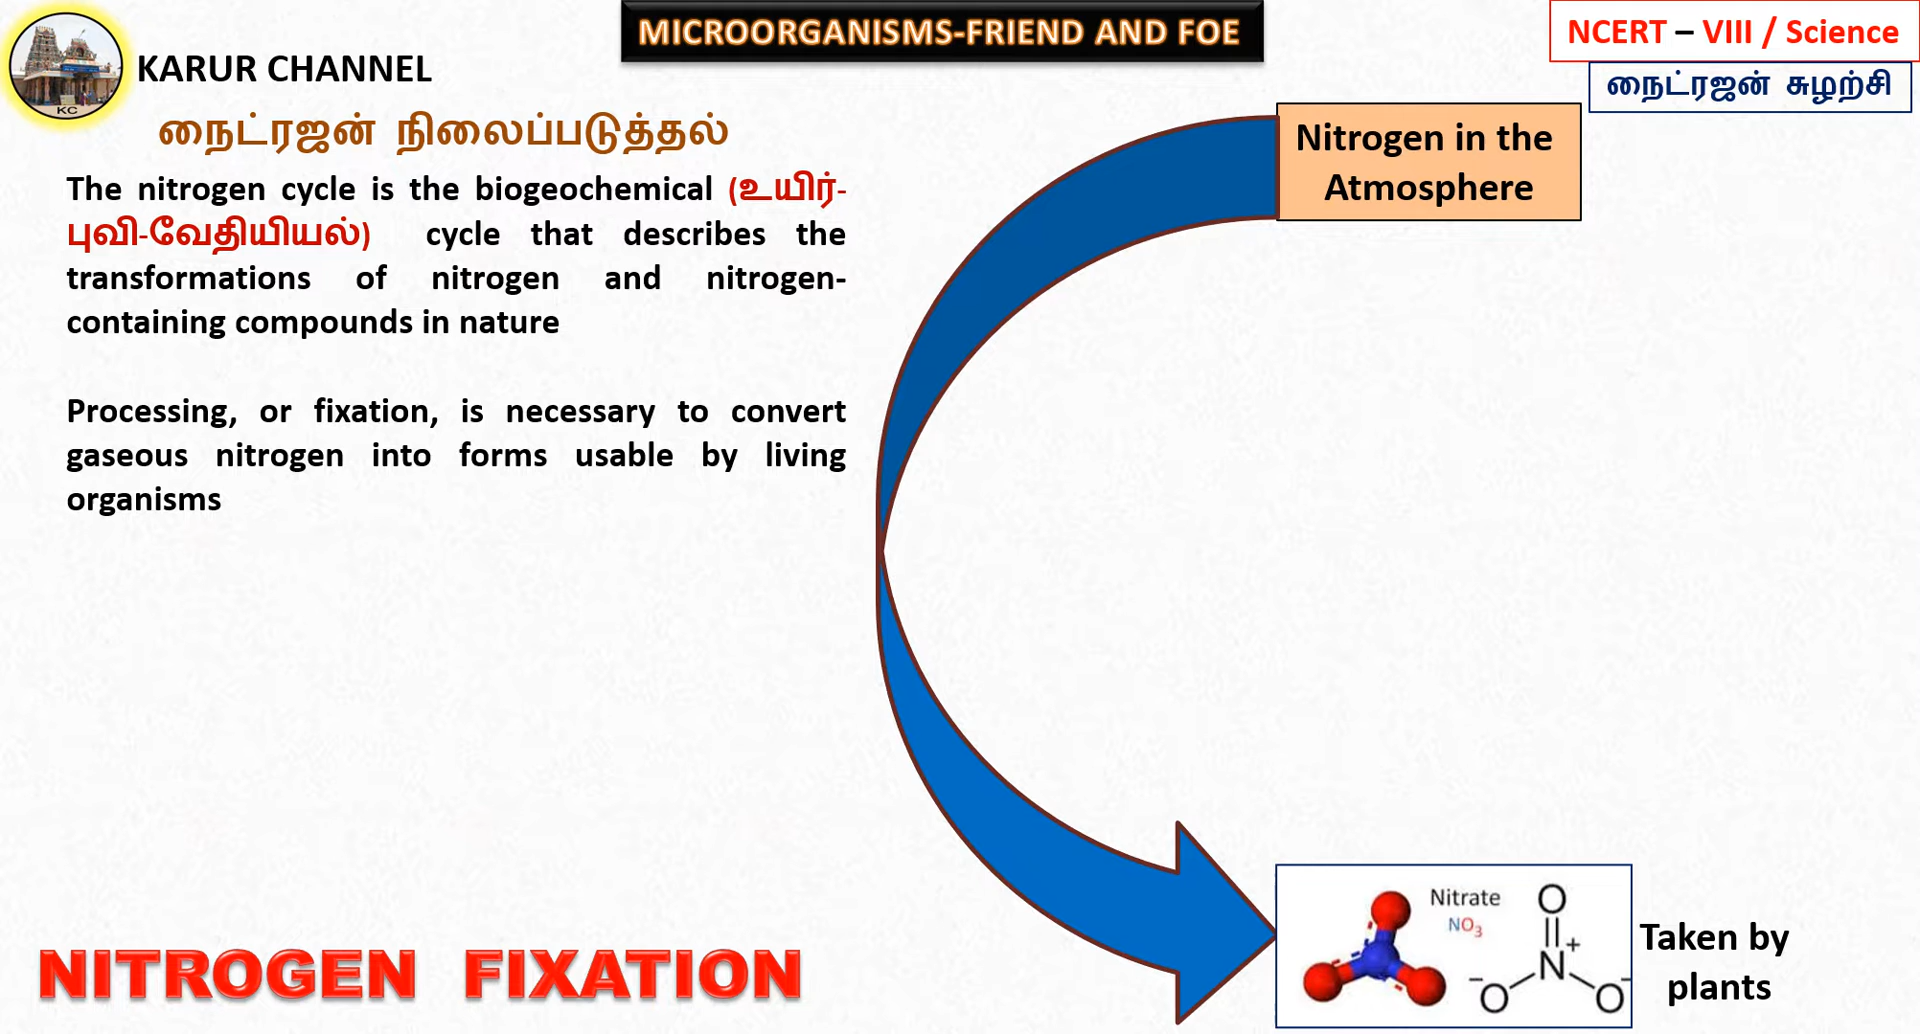 MICROORGANISMS-FRIEND AND FOE
NCERT – VIII / Science
நைட்ரஜன் சுழற்சி
KC
KARUR CHANNEL
நைட்ரஜன் நிலைப்படுத்தல்
The nitrogen cycle is the biogeochemical (உயிர்-
புவி-வேதியியல்) cycle that describes the
transformations of nitrogen and nitrogen-
containing compounds in nature
Processing, or fixation, is necessary to convert
gaseous nitrogen into forms usable by living
organisms
Nitrogen in the
Atmosphere
Nitrate
NO₃
O
N
+
-
O
O
-
Taken by
plants
NITROGEN FIXATION